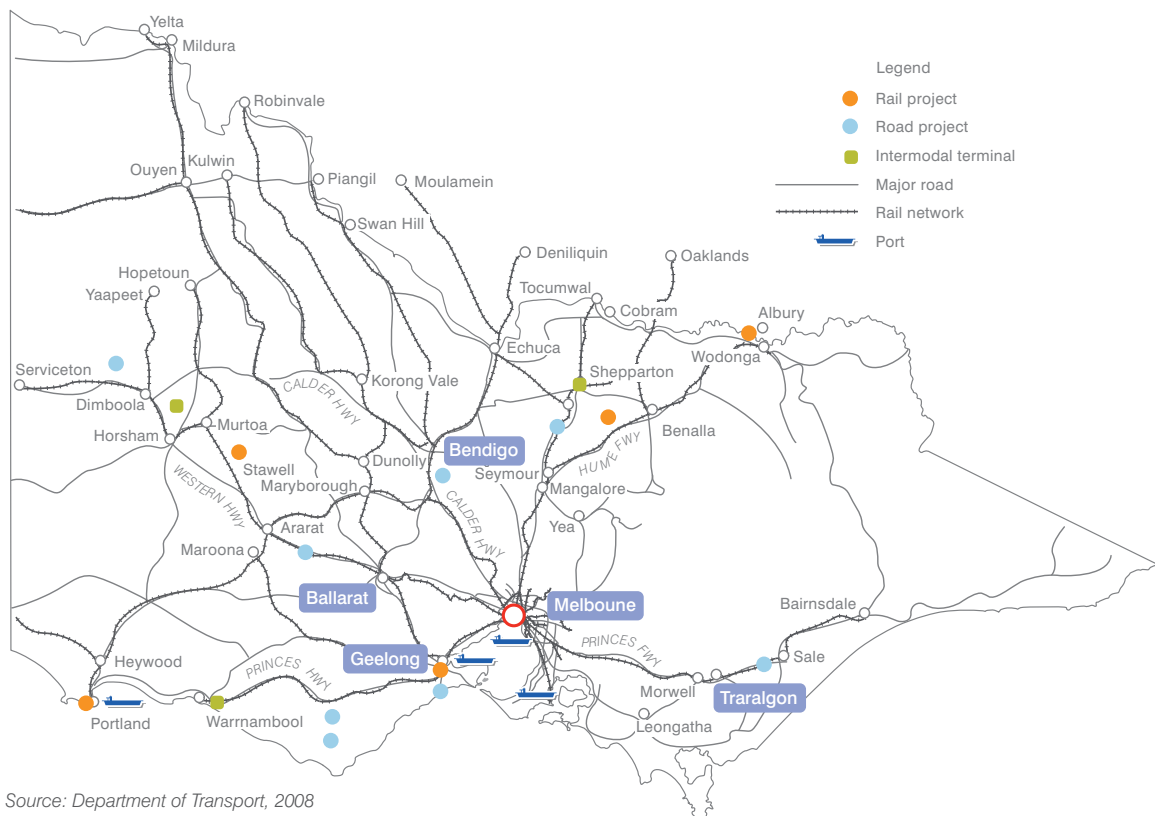 Yelta
Mildura
Legend
Rail project
Road project
Intermodal terminal
Major road
Rail network
Port
Robinvale
Ouyen
Kulwin
Piangil
Moulamein
Swan Hill
Deniliquin
Oaklands
Hopetoun
Yaapeet
Tocumwal
Cobram
Albury
Wodonga
Echuca
Serviceton
Dimboola
Korong Vale
Shepparton
CALDER HWY
Horsham
Murtoa
Benalla
Bendigo
HUME FWY
Stawell
Dunolly
Seymour
Mangalore
WESTERN HWY
Maryborough
CALDER HWY
Yea
Ararat
Maroona
Ballarat
Melboune
Bairnsdale
Heywood
Geelong
PRINCES HWY
PRINCES FWY
Sale
Morwell
Traralgon
Portland
Warrnambool
Leongatha
Source: Department of Transport, 2008